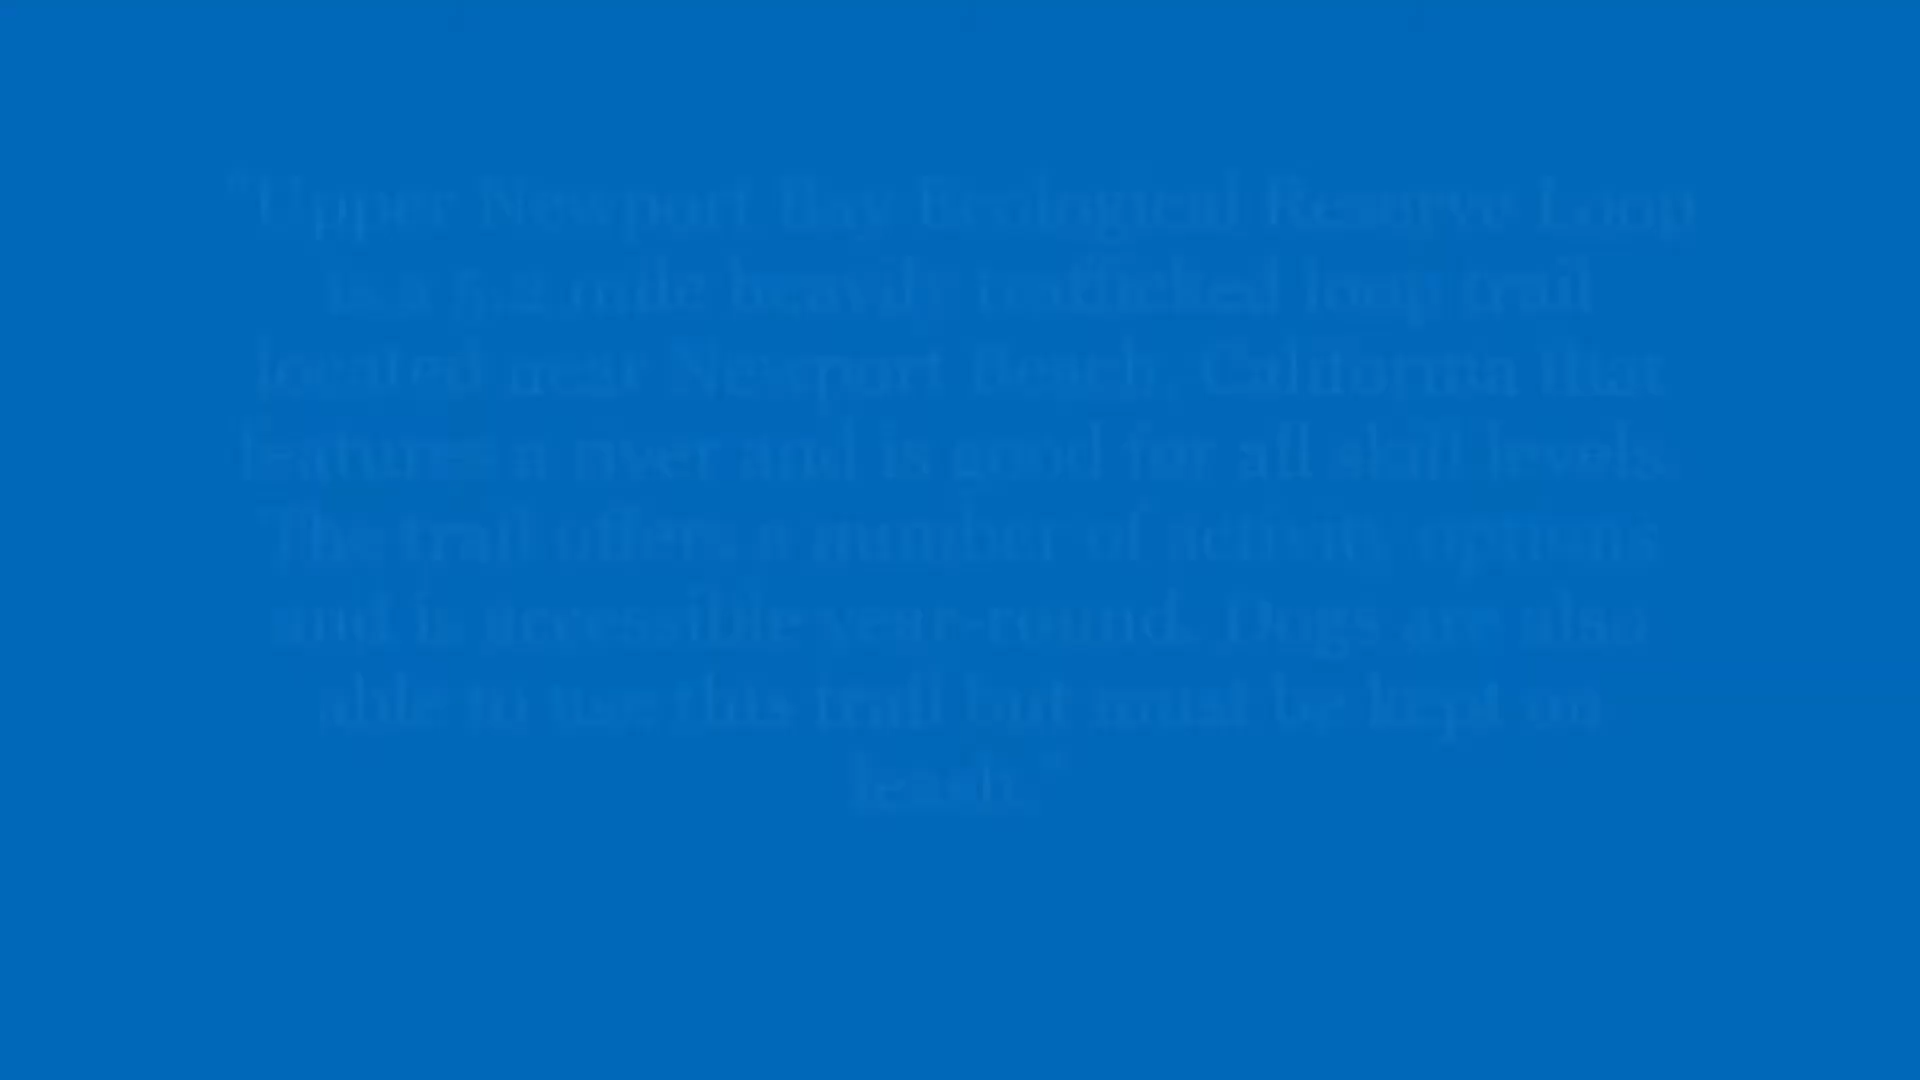 "Upper Newport Bay Ecological Reserve Loop
is a 5.2 mile heavily trafficked loop trail
located near Newport Beach, California that
features a river and is good for all skill levels.
The trail offers a number of activity options
and is accessible year-round. Dogs are also
able to use this trail but must be kept on
leash."